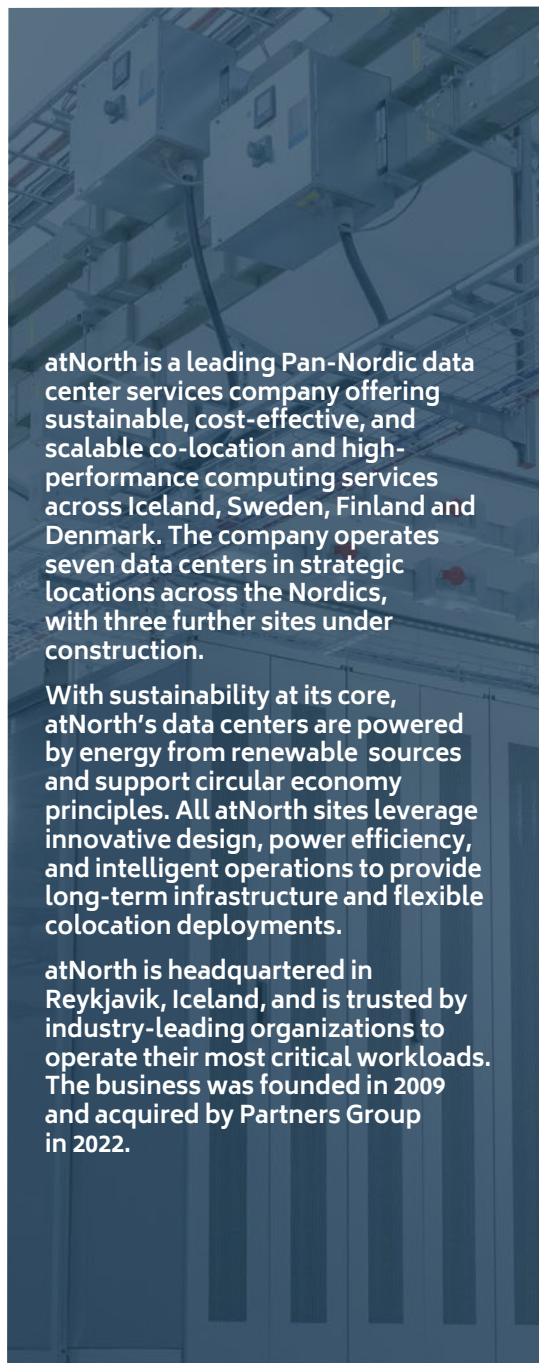 atNorth is a leading Pan-Nordic data
center services company offering
sustainable, cost-effective, and
scalable co-location and high-
performance computing services
across Iceland, Sweden, Finland and
Denmark. The company operates
seven data centers in strategic
locations across the Nordics,
with three further sites under
construction.
With sustainability at its core,
atNorth’s data centers are powered
by energy from renewable  sources
and support circular economy
principles. All atNorth sites leverage
innovative design, power efficiency,
and intelligent operations to provide
long-term infrastructure and flexible
colocation deployments.
atNorth is headquartered in
Reykjavik, Iceland, and is trusted by
industry-leading organizations to
operate their most critical workloads.
The business was founded in 2009
and acquired by Partners Group
in 2022.